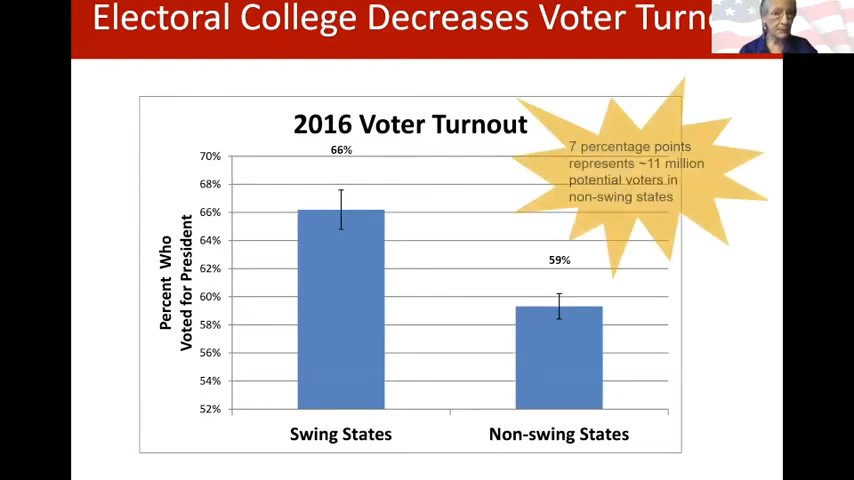 Electoral College Decreases Voter
2016 Voter Turnout
66%
70%
68%
66%
64%
62%
60%
58%
56%
54%
52%
Percent Who
Voted for President
7 percentage points
represents ~11 million
potential voters in
non-swing states
59%
Swing States
Non-swing States